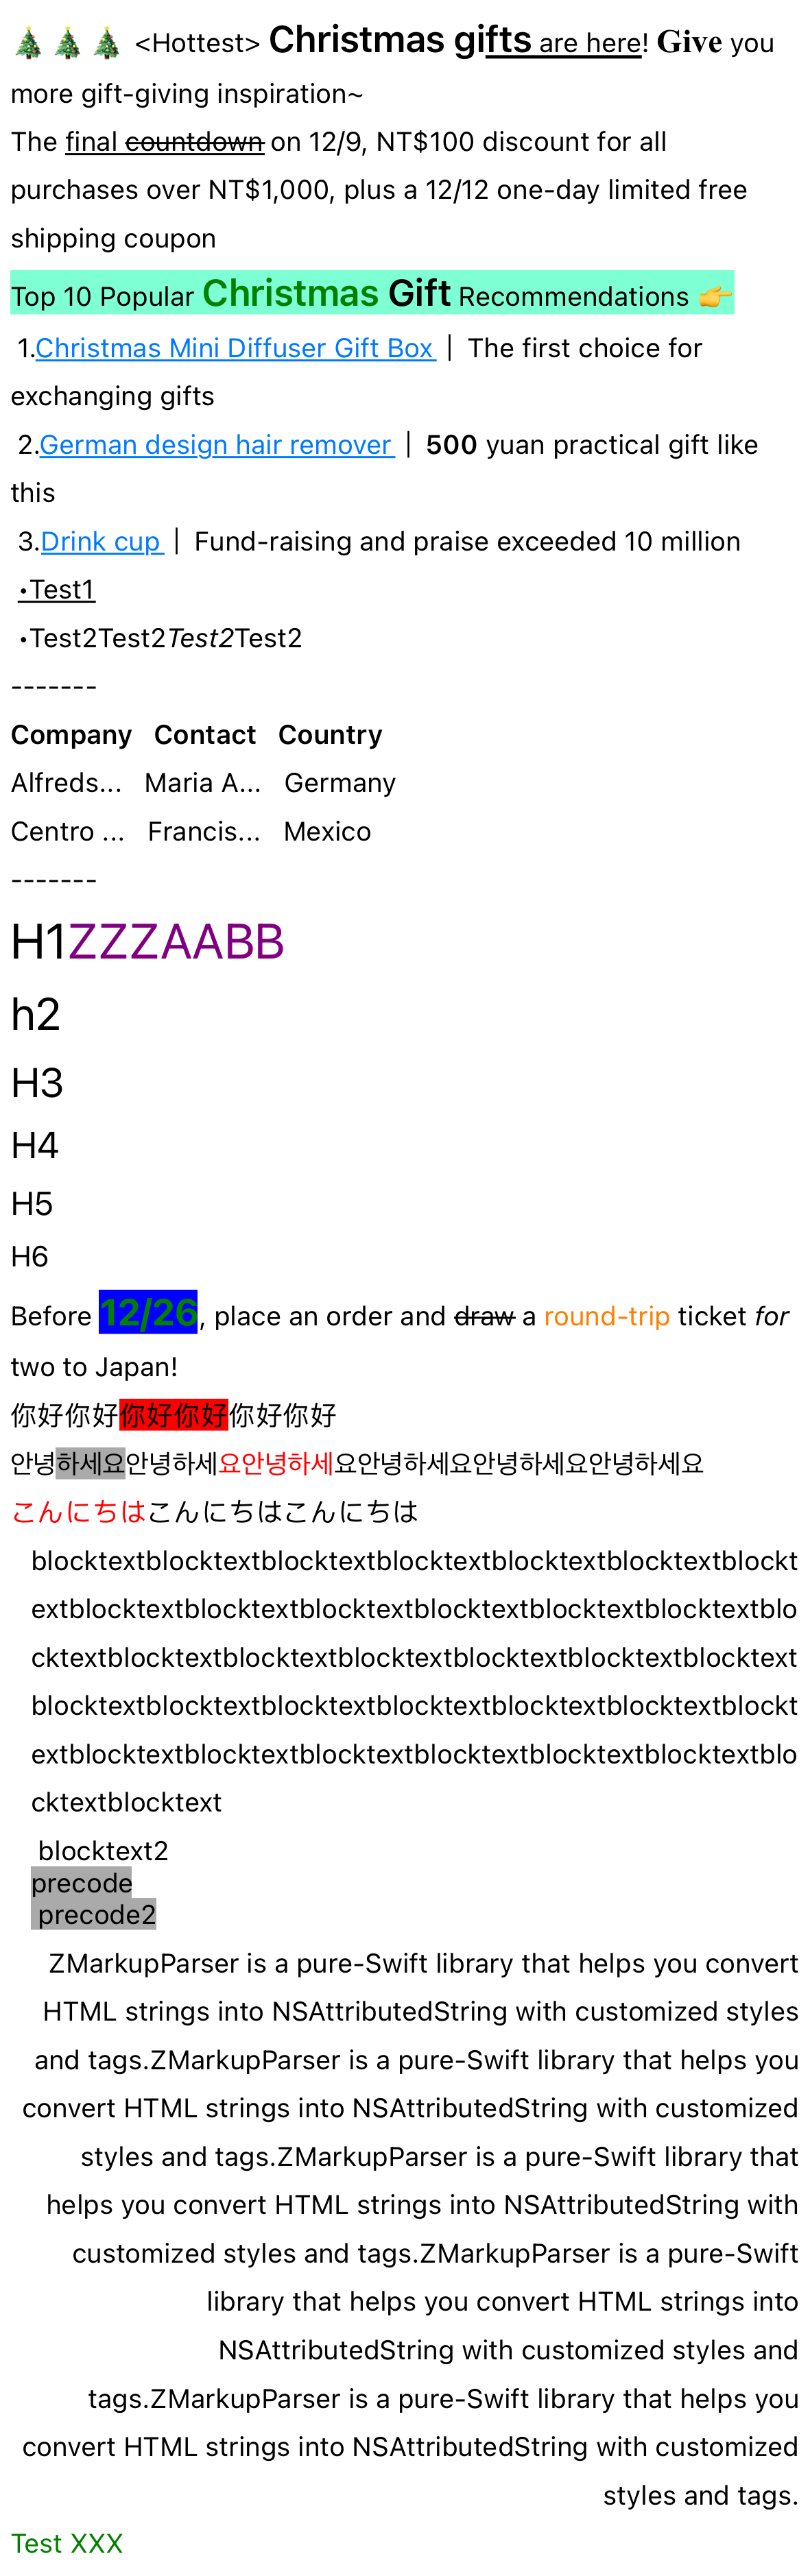 🎄🎄🎄 <Hottest> Christmas gifts are here! Give you
more gift-giving inspiration~
The final countdown on 12/9, NT$100 discount for all
purchases over NT$1,000, plus a 12/12 one-day limited free
shipping coupon
Top 10 Popular Christmas Gift Recommendations 👉
1.Christmas Mini Diffuser Gift Box | The first choice for
exchanging gifts
2.German design hair remover | 500 yuan practical gift like
this
3.Drink cup | Fund-raising and praise exceeded 10 million
•Test1
•Test2Test2Test2Test2
-------
Company Contact Country
Alfreds... Maria A... Germany
Centro ... Francis... Mexico
-------
H1ZZZAABB
h2
H3
H4
H5
H6
Before 12/26, place an order and draw a round-trip ticket for
two to Japan!
你好你好你好你好你好你好
안녕하세요안녕하세요안녕하세요안녕하세요안녕하세요안녕하세요
こんにちはこんにちはこんにちは
blocktextblocktextblocktextblocktextblocktextblocktextblockt
extblocktextblocktextblocktextblocktextblocktextblocktextblo
cktextblocktextblocktextblocktextblocktextblocktextblocktext
blocktextblocktextblocktextblocktextblocktextblocktextblockt
extblocktextblocktextblocktextblocktextblocktextblocktextblo
cktextblocktext
blocktext2
precode
precode2
ZMarkupParser is a pure-Swift library that helps you convert
HTML strings into NSAttributedString with customized styles
and tags.ZMarkupParser is a pure-Swift library that helps you
convert HTML strings into NSAttributedString with customized
styles and tags.ZMarkupParser is a pure-Swift library that
helps you convert HTML strings into NSAttributedString with
customized styles and tags.ZMarkupParser is a pure-Swift
library that helps you convert HTML strings into
NSAttributedString with customized styles and
tags.ZMarkupParser is a pure-Swift library that helps you
convert HTML strings into NSAttributedString with customized
styles and tags.
Test XXX